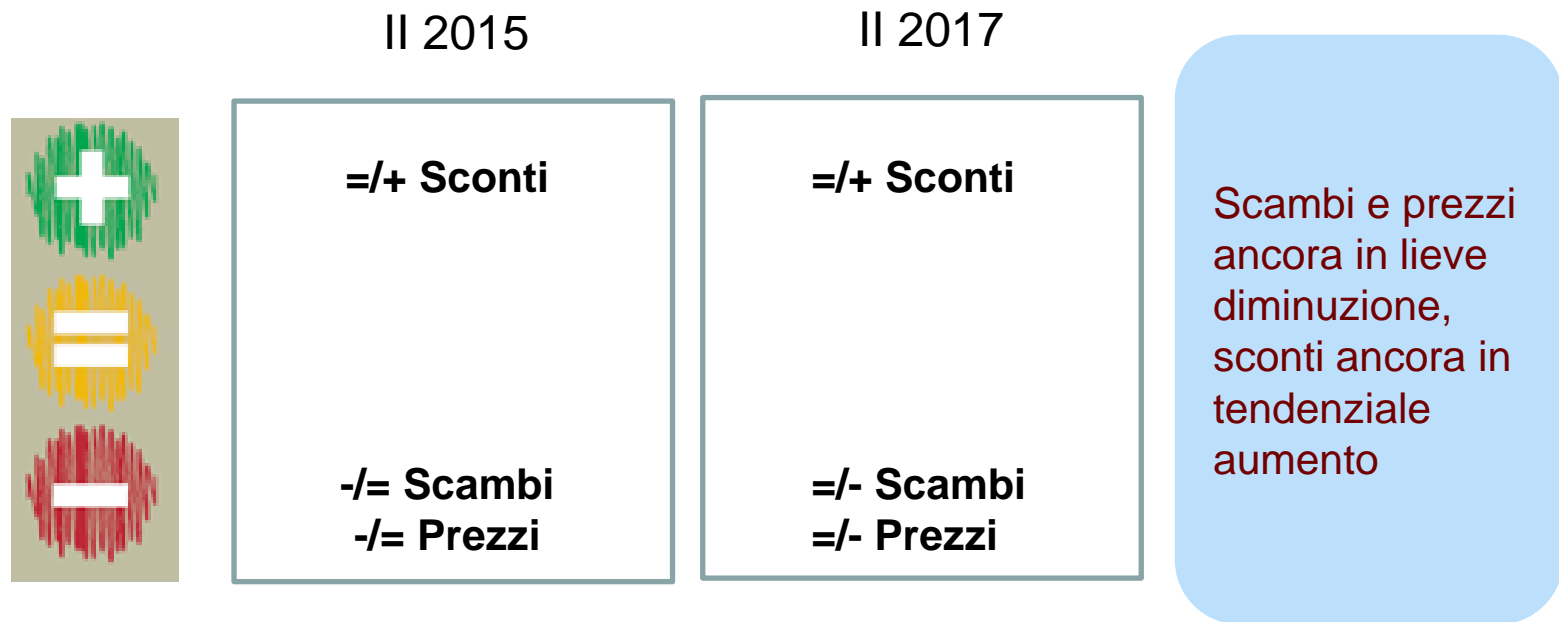 II 2015
II 2017
=/+ Sconti
-/= Scambi
-/= Prezzi
=/+ Sconti
=/- Scambi
=/- Prezzi
Scambi e prezzi
ancora in lieve
diminuzione,
sconti ancora in
tendenziale
aumento